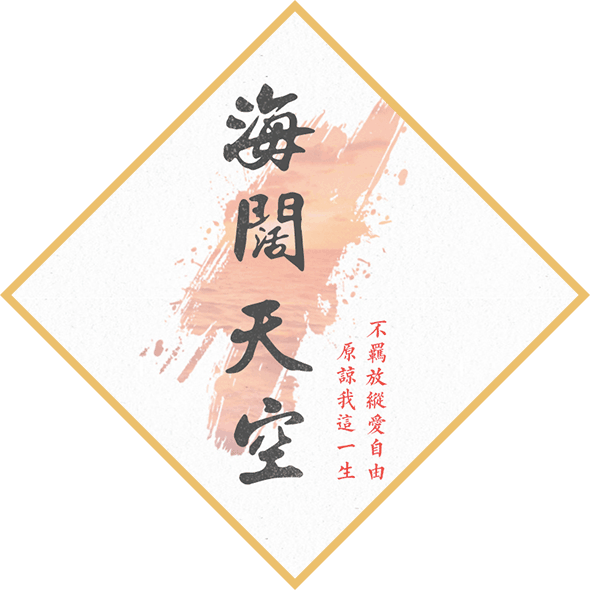 海闊天空
原諒我這一生
不羈放縱愛自由